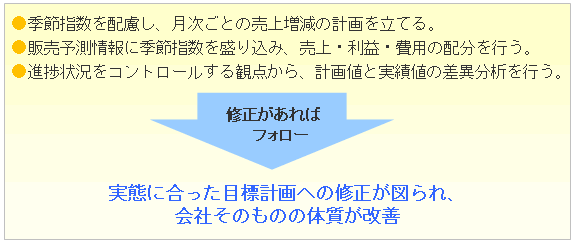 ●季節指数を配慮し、月次ごとの売上増減の計画を立てる。
●販売予測情報に季節指数を盛り込み、売上・利益・費用の配分を行う。
●進捗状況をコントロールする観点から、計画値と実績値の差異分析を行う。
修正があれば
フォロー
実態に合った目標計画への修正が図られ、
会社そのものの体質が改善